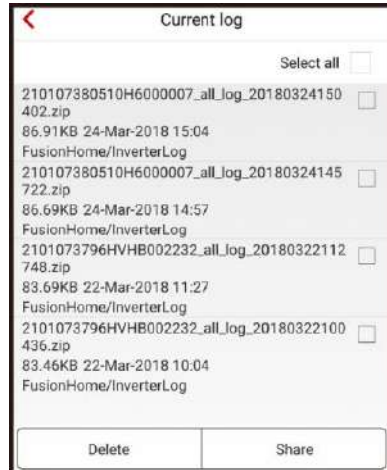 Current log
Select all
210107380510H6000007_all_log_20180324150
402.zip
86.91KB 24-Mar-2018 15:04
FusionHome/InverterLog
210107380510H6000007_all_log_20180324145
722.zip
86.69KB 24-Mar-2018 14:57
FusionHome/InverterLog
2101073796HVHB002232_all_log_20180322112
748.zip
83.69KB 22-Mar-2018 11:27
FusionHome/InverterLog
2101073796HVHB002232_all_log_20180322100
436.zip
83.46KB 22-Mar-2018 10:04
FusionHome/InverterLog
Delete
Share